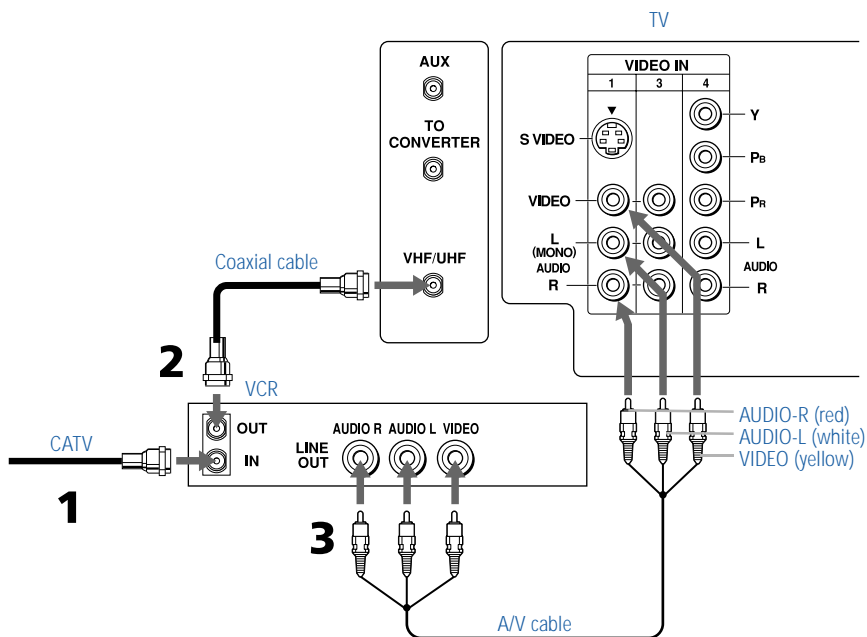 TV
AUX
TO
CONVERTER
VHF/UHF
VIDEO IN
1 3 4
S VIDEO
VIDEO
L
(MONO)
AUDIO
R
Y
PB
PR
L
AUDIO
R
Coaxial cable
2
VCR
OUT
IN
CATV
1
LINE
OUT
AUDIO R AUDIO L VIDEO
3
AUDIO-R (red)
AUDIO-L (white)
VIDEO (yellow)
A/V cable